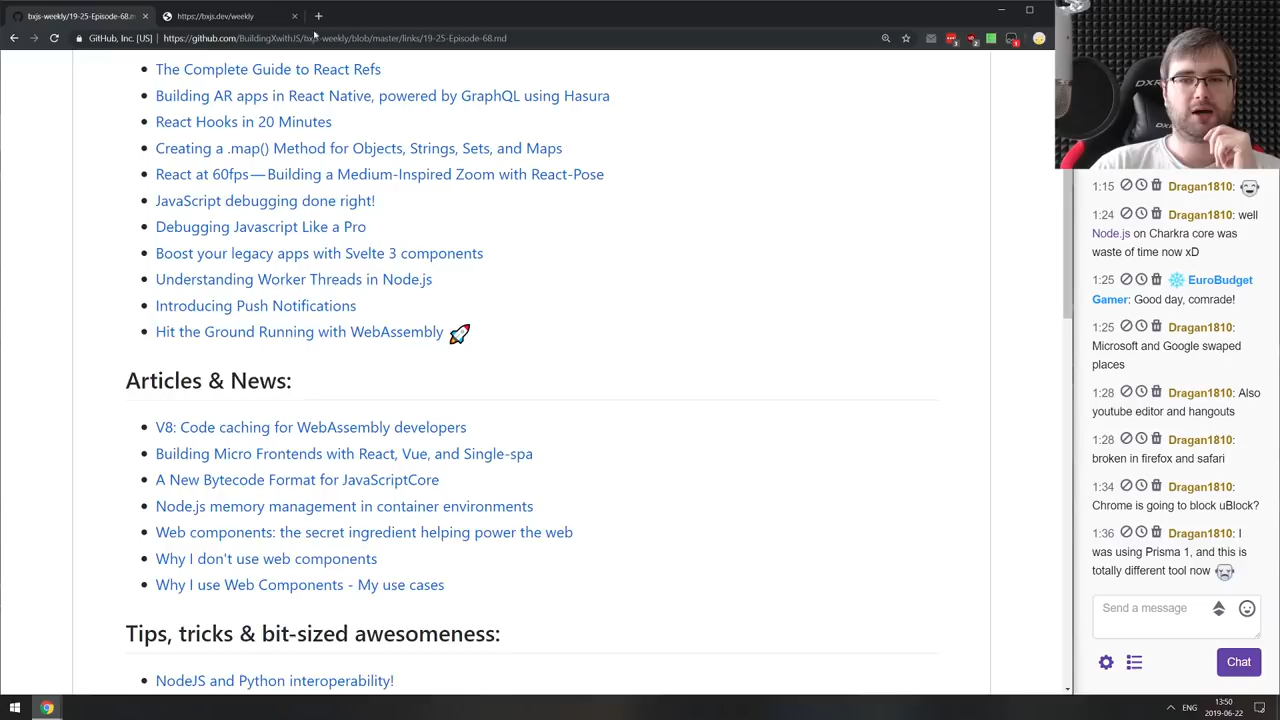 bxjs-weekly/19-25-Episode-68.m
https://bxjs.dev/weekly
GitHub, Inc. [US]
https://github.com/BuildingXwithJS/bxjs-weekly/blob/master/links/19-25-Episode-68.md
The Complete Guide to React Refs
Building AR apps in React Native, powered by GraphQL using Hasura
React Hooks in 20 Minutes
Creating a .map() Method for Objects, Strings, Sets, and Maps
React at 60fps — Building a Medium-Inspired Zoom with React-Pose
JavaScript debugging done right!
Debugging Javascript Like a Pro
Boost your legacy apps with Svelte 3 components
Understanding Worker Threads in Node.js
Introducing Push Notifications
Hit the Ground Running with WebAssembly 🚀
Articles & News:
V8: Code caching for WebAssembly developers
Building Micro Frontends with React, Vue, and Single-spa
A New Bytecode Format for JavaScriptCore
Node.js memory management in container environments
Web components: the secret ingredient helping power the web
Why I don't use web components
Why I use Web Components - My use cases
Tips, tricks & bit-sized awesomeness:
NodeJS and Python interoperability!
1:15 Dragan1810:
1:24 Dragan1810: well
Node.js on Charkra core was
waste of time now xD
1:25 EuroBudget
Gamer: Good day, comrade!
1:25 Dragan1810:
Microsoft and Google swaped
places
1:28 Dragan1810: Also
youtube editor and hangouts
1:28 Dragan1810:
broken in firefox and safari
1:34 Dragan1810:
Chrome is going to block uBlock?
1:36 Dragan1810: I
was using Prisma 1, and this is
totally different tool now
Send a message
Chat
ENG
13:50
2019-06-22